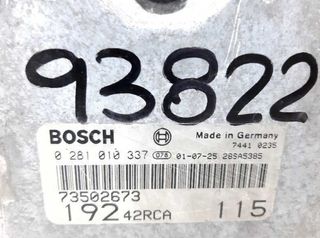 93822
BOSCH Made in Germany
7441 0235
0 281 010 337 078 01-07-25 26SA5385
73502673
192 42RCA 115